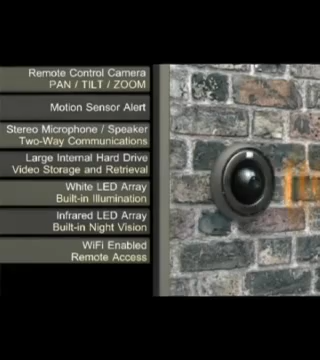 Remote Control Camera
PAN / TILT / ZOOM
Motion Sensor Alert
Stereo Microphone / Speaker
Two-Way Communications
Large Internal Hard Drive
Video Storage and Retrieval
White LED Array
Built-in Illumination
Infrared LED Array
Built-in Night Vision
WiFi Enabled
Remote Access